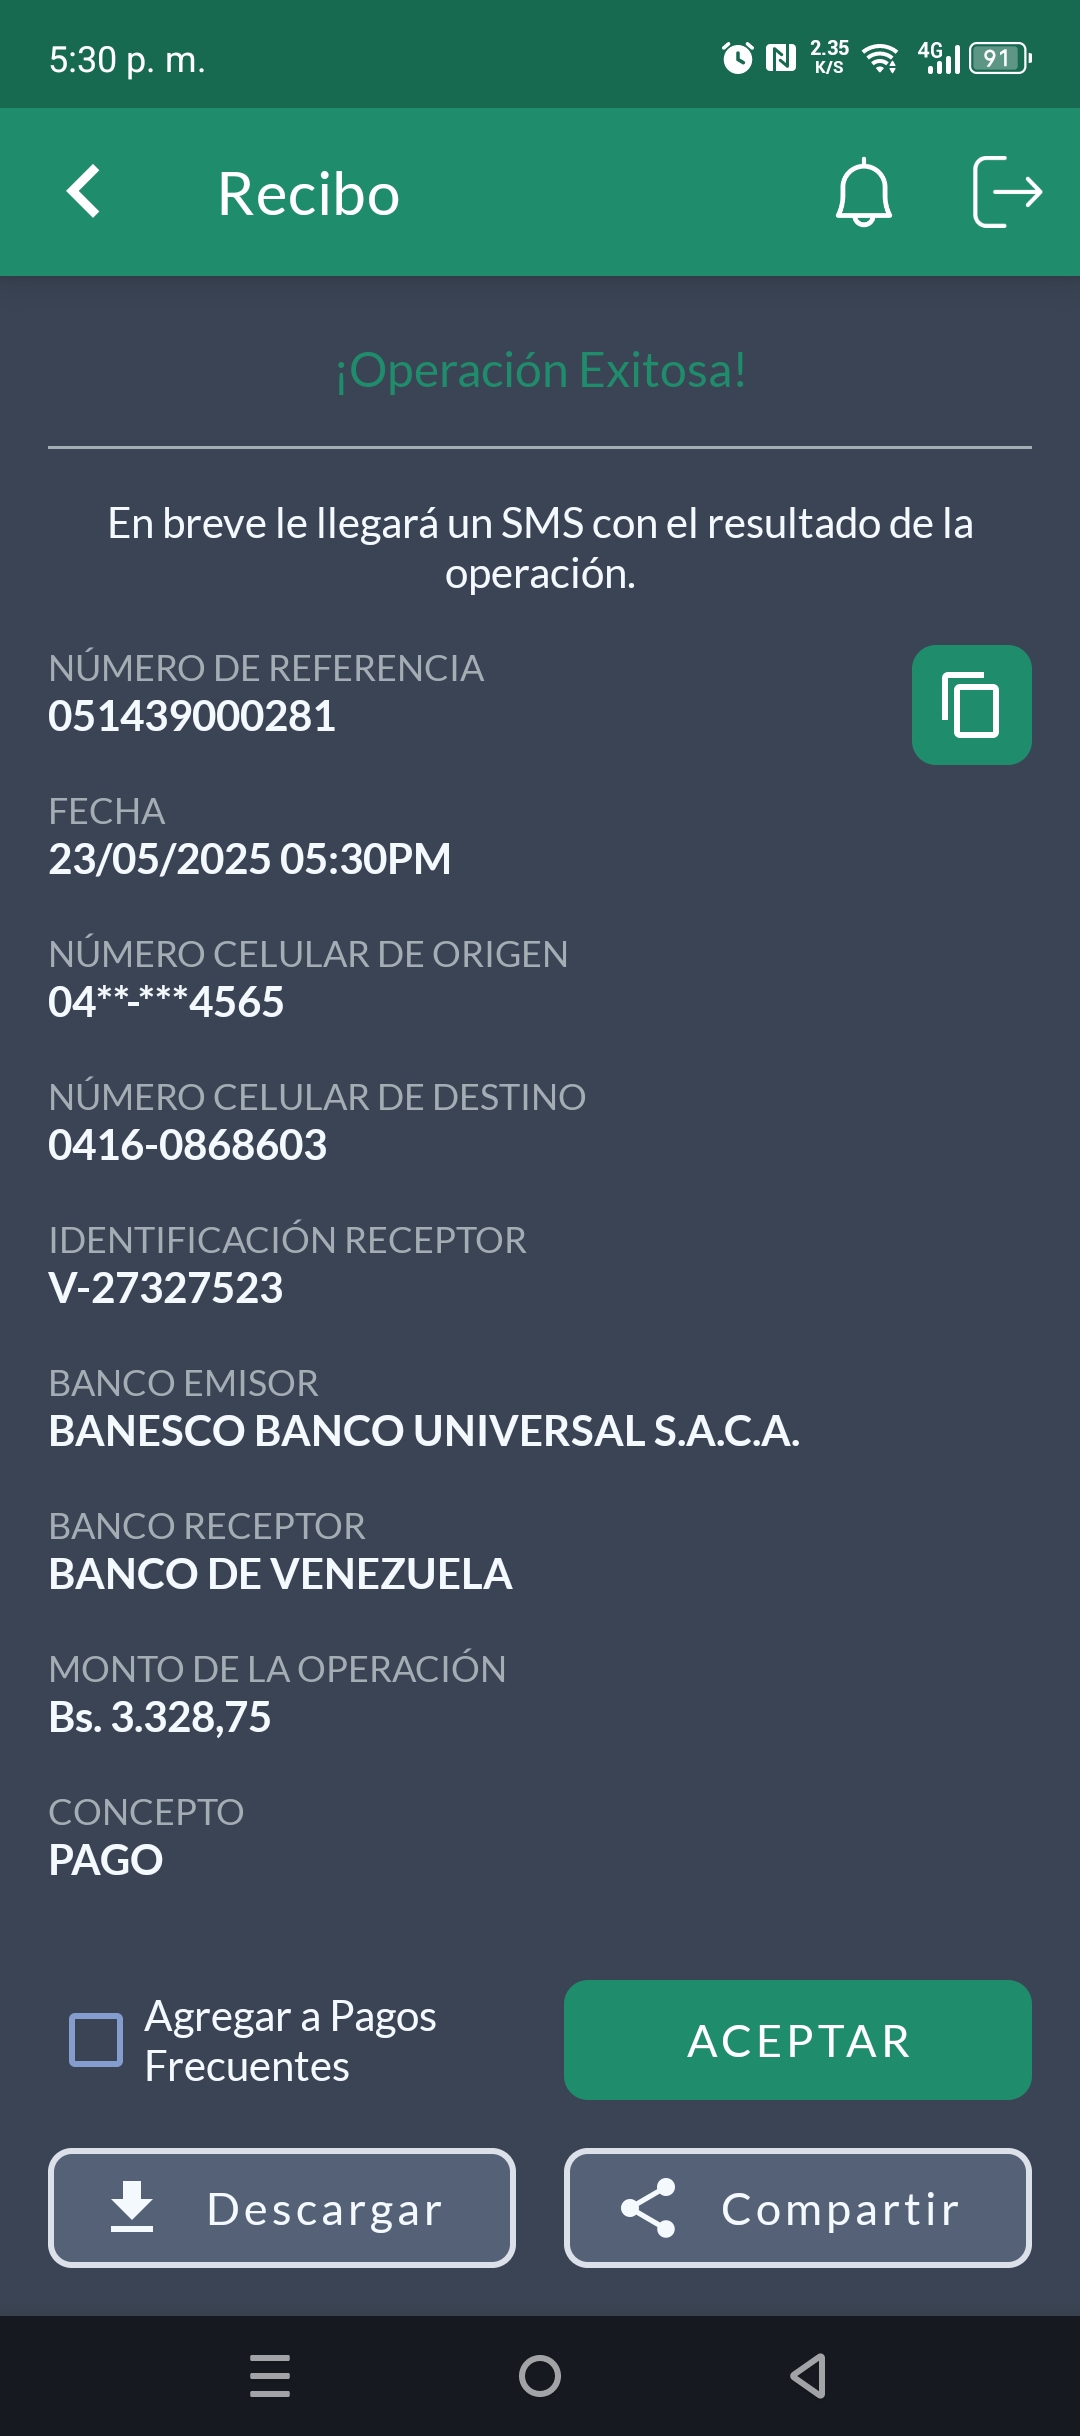 5:30 p. m.
2.35
K/S
4G
91
Recibo
¡Operación Exitosa!
En breve le llegará un SMS con el resultado de la
operación.
NÚMERO DE REFERENCIA
051439000281
FECHA
23/05/2025 05:30PM
NÚMERO CELULAR DE ORIGEN
04**-***4565
NÚMERO CELULAR DE DESTINO
0416-0868603
IDENTIFICACIÓN RECEPTOR
V-27327523
BANCO EMISOR
BANESCO BANCO UNIVERSAL S.A.C.A.
BANCO RECEPTOR
BANCO DE VENEZUELA
MONTO DE LA OPERACIÓN
Bs. 3.328,75
CONCEPTO
PAGO
Agregar a Pagos
Frecuentes
ACEPTAR
Descargar
Compartir